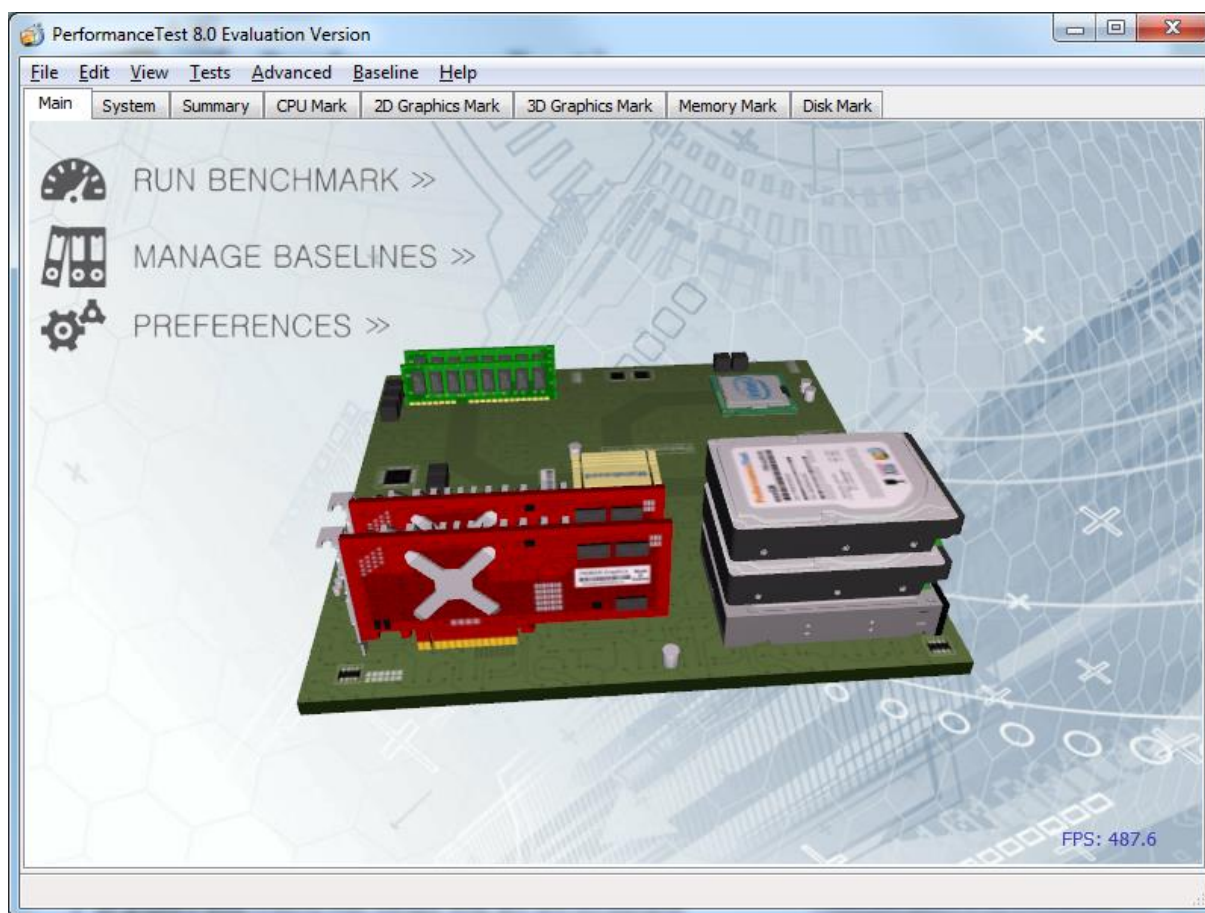 PerformanceTest 8.0 Evaluation Version
File Edit View Tests Advanced Baseline Help
Main System Summary CPU Mark 2D Graphics Mark 3D Graphics Mark Memory Mark Disk Mark
RUN BENCHMARK >>
MANAGE BASELINES >>
PREFERENCES >>
intel
FPS: 487.6